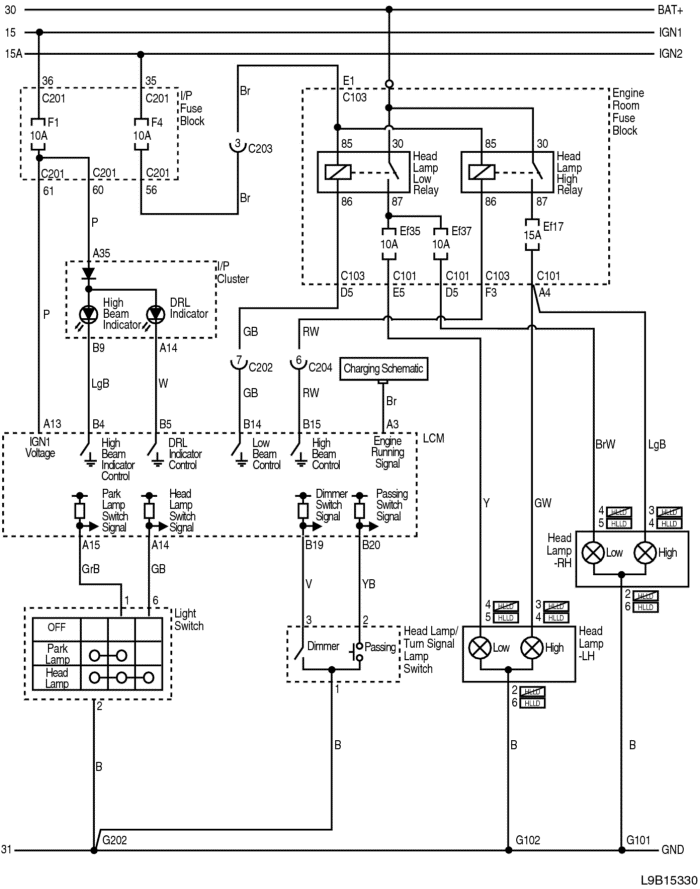 30 BAT+
15 IGN1
15A IGN2
36 35 E1
C201 C201 I/P Fuse Block Br C103 Engine Room Fuse Block
F1 10A F4 10A 3 C203
85 30 Head Lamp Low Relay 85 30 Head Lamp High Relay
C201 C201 C201
61 60 56 Br 86 87 86 87
P Ef35 10A Ef37 10A 15A Ef17
A35 I/P Cluster C103 C101 C101 C103 C101
D5 E5 D5 F3 A4
High Beam Indicator DRL Indicator
P GB RW
B9 A14 7 C202 6 C204 Charging Schematic
LgB W GB RW Br
A13 B4 B5 B14 B15 A3 LCM
IGN1 Voltage High Beam Indicator Control DRL Indicator Control Low Beam Control High Beam Control Engine Running Signal
BrW LgB
Park Lamp Switch Signal Head Lamp Switch Signal Dimmer Switch Signal Passing Switch Signal
Y GW
4 HLLD 3 HLLD
5 HLLD 4 HLLD
A15 A14 B19 B20
Head Lamp -RH Low High
GrB GB V YB
2 HLLD
6 HLLD
1 6 Light Switch
4 HLLD 3 HLLD
5 HLLD 4 HLLD
3 2
OFF
Park Lamp
Head Lamp
Dimmer Passing Head Lamp/ Turn Signal Lamp Switch
Low High Head Lamp -LH
2 1
2 HLLD
6 HLLD
B B B B
G202 G102 G101
31 GND
L9B15330